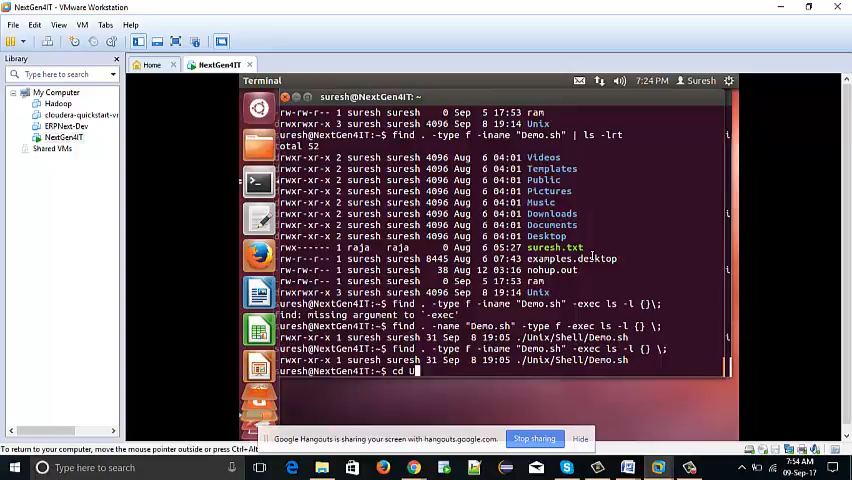 NextGen4IT - VMware Workstation
File Edit View VM Tabs Help
Library
Type here to search
My Computer
Hadoop
cloudera-quickstart-vr
ERPNext-Dev
NextGen4IT
Shared VMs
Home NextGen4IT
Terminal 7:24 PM Suresh
suresh@NextGen4IT: ~
rw-rw-r-- 1 suresh suresh 0 Sep 5 17:53 ram
rwxrwxr-x 3 suresh suresh 4096 Sep 8 19:14 Unix
suresh@NextGen4IT:~$ find . -type f -iname "Demo.sh" | ls -lrt
total 52
rwxr-xr-x 2 suresh suresh 4096 Aug 6 04:01 Videos
rwxr-xr-x 2 suresh suresh 4096 Aug 6 04:01 Templates
rwxr-xr-x 2 suresh suresh 4096 Aug 6 04:01 Public
rwxr-xr-x 2 suresh suresh 4096 Aug 6 04:01 Pictures
rwxr-xr-x 2 suresh suresh 4096 Aug 6 04:01 Music
rwxr-xr-x 2 suresh suresh 4096 Aug 6 04:01 Downloads
rwxr-xr-x 2 suresh suresh 4096 Aug 6 04:01 Documents
rwxr-xr-x 2 suresh suresh 4096 Aug 6 04:01 Desktop
rwx------ 1 raja raja 0 Aug 6 05:27 suresh.txt
rw-r--r-- 1 suresh suresh 8445 Aug 6 07:43 examples.desktop
rw------- 1 suresh suresh 38 Aug 12 03:16 nohup.out
rw-rw-r-- 1 suresh suresh 0 Sep 5 17:53 ram
rwxrwxr-x 3 suresh suresh 4096 Sep 8 19:14 Unix
suresh@NextGen4IT:~$ find . -type f -iname "Demo.sh" -exec ls -l {}\;
find: missing argument to `-exec'
suresh@NextGen4IT:~$ find . -name "Demo.sh" -type f -exec ls -l {} \;
rwxrwxr-x 1 suresh suresh 31 Sep 8 19:05 ./Unix/Shell/Demo.sh
suresh@NextGen4IT:~$ find . -type f -iname "Demo.sh" -exec ls -l {} \;
rwxrwxr-x 1 suresh suresh 31 Sep 8 19:05 ./Unix/Shell/Demo.sh
suresh@NextGen4IT:~$ cd U
Google Hangouts is sharing your screen with hangouts.google.com. Stop sharing Hide
To return to your computer, move the mouse pointer outside or press Ctrl+Alt.
Type here to search
7:54 AM
09-Sep-17